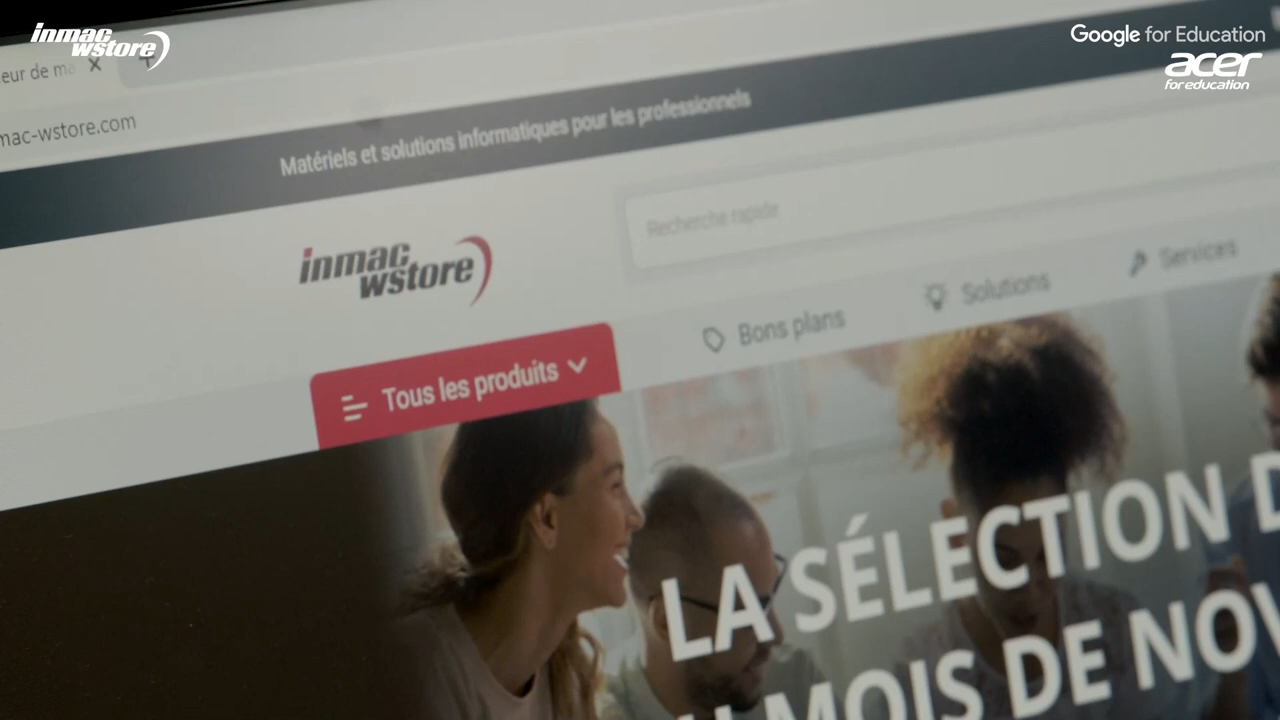 inmac wstore
Google for Education
acer
for education
eur de ma
mac-wstore.com
Matériels et solutions informatiques pour les professionnels
Recherche rapide
inmac
wstore
Bons plans
Solutions
Services
Tous les produits
LA SÉLECTION D
MOIS DE NOV